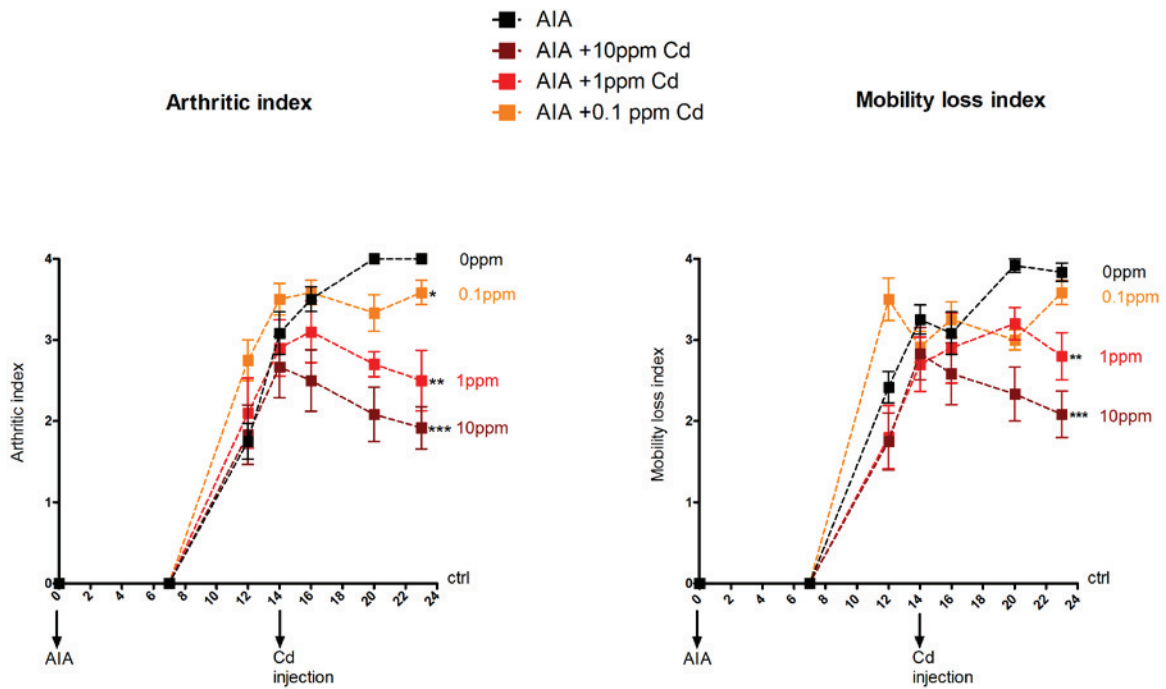 AIA
AIA +10ppm Cd
AIA +1ppm Cd
AIA +0.1 ppm Cd
Arthritic index
Mobility loss index
Arthritic index
4
3
2
1
0
0ppm
0.1ppm
*
1ppm
**
*** 10ppm
ctrl
0 2 4 6 8 10 12 14 16 18 20 22 24
AIA
Cd
injection
Mobility loss index
4
3
2
1
0
0ppm
0.1ppm
1ppm
**
*** 10ppm
ctrl
0 2 4 6 8 10 12 14 16 18 20 22 24
AIA
Cd
injection